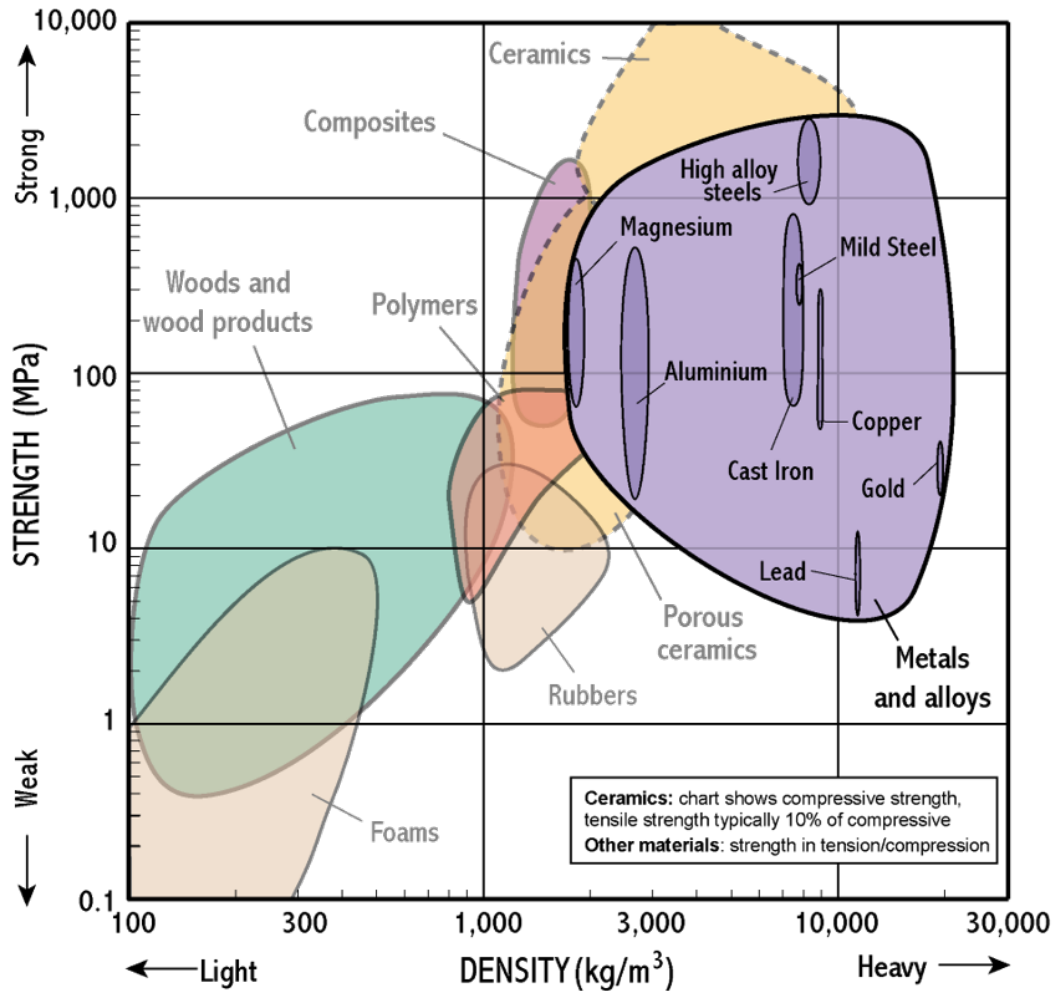 10,000
1,000
100
10
1
0.1
Strong
STRENGTH (MPa)
Weak
Ceramics
Composites
High alloy
steels
Magnesium
Mild Steel
Woods and
wood products
Polymers
Aluminium
Copper
Cast Iron
Gold
Lead
Porous
ceramics
Metals
and alloys
Rubbers
Foams
Ceramics: chart shows compressive strength,
tensile strength typically 10% of compressive
Other materials: strength in tension/compression
100
300
1,000
3,000
10,000
30,000
Light
DENSITY (kg/m³)
Heavy